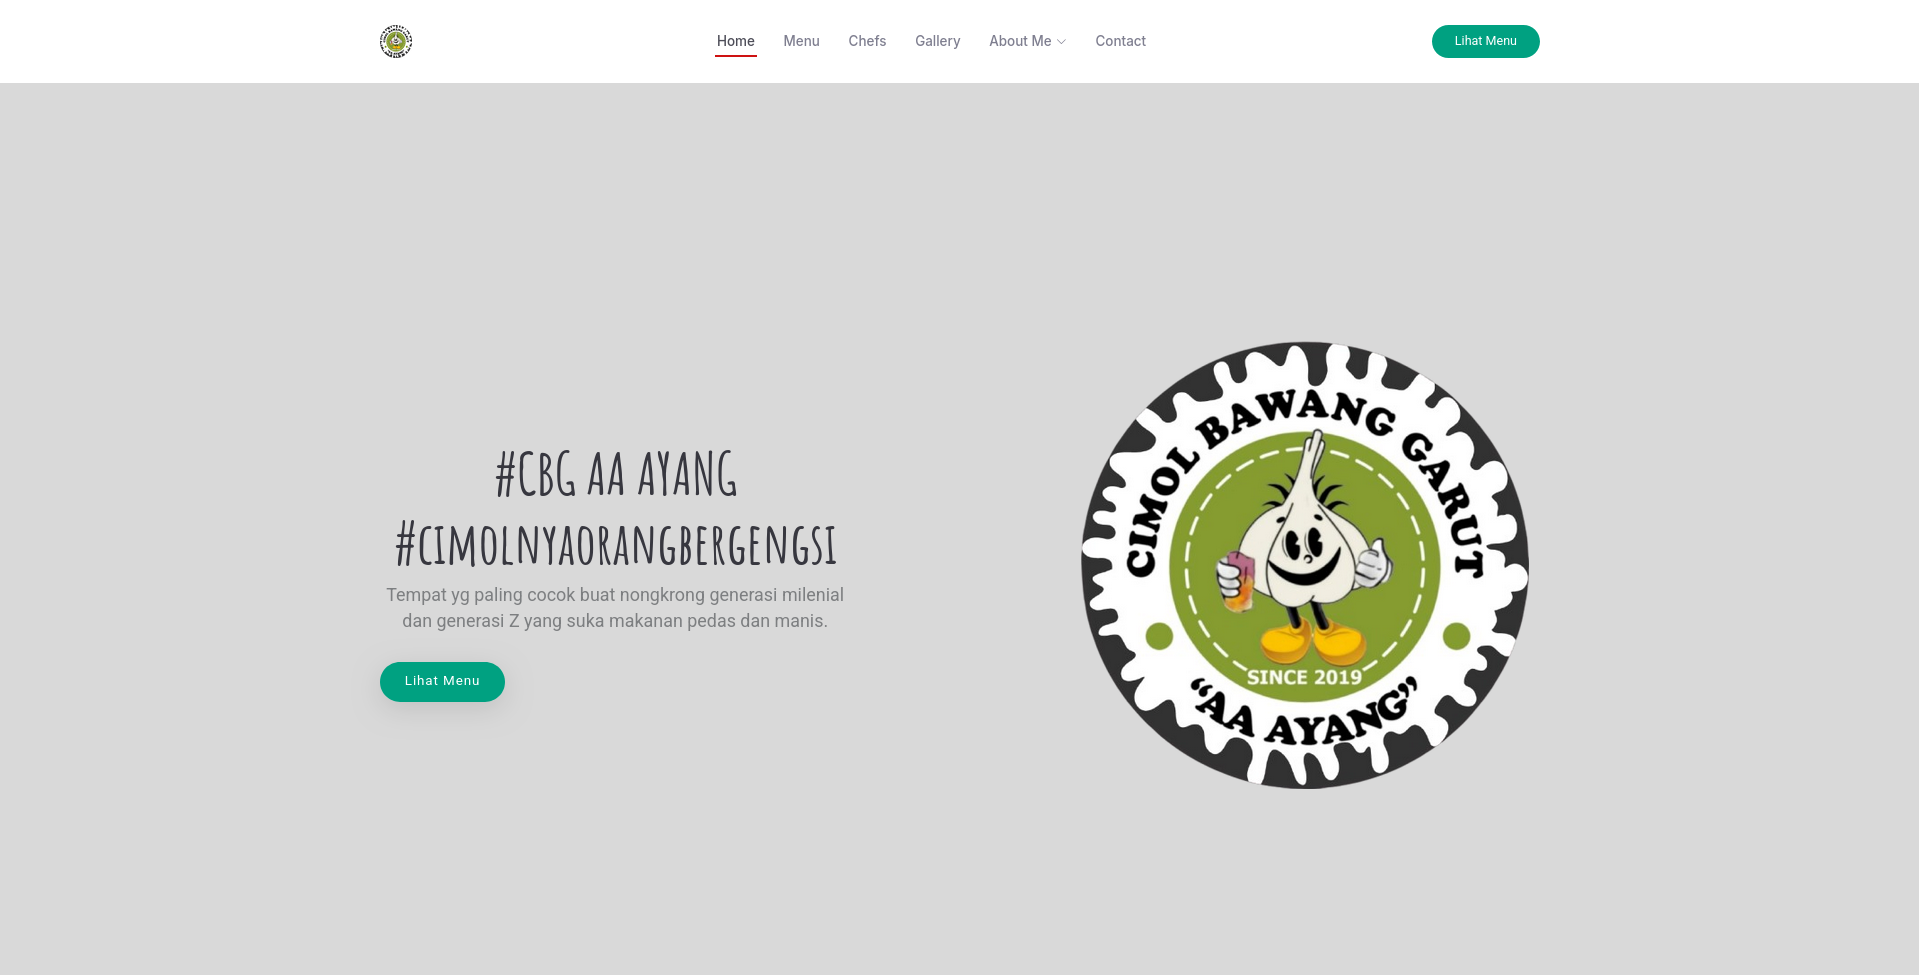 Home Menu Chefs Gallery About Me Contact Lihat Menu
#CBG AA AYANG
#CIMOLNYAORANGBERGENGSI
Tempat yg paling cocok buat nongkrong generasi milenial
dan generasi Z yang suka makanan pedas dan manis.
Lihat Menu
CIMOL BAWANG GARUT
SINCE 2019
“AA AYANG”